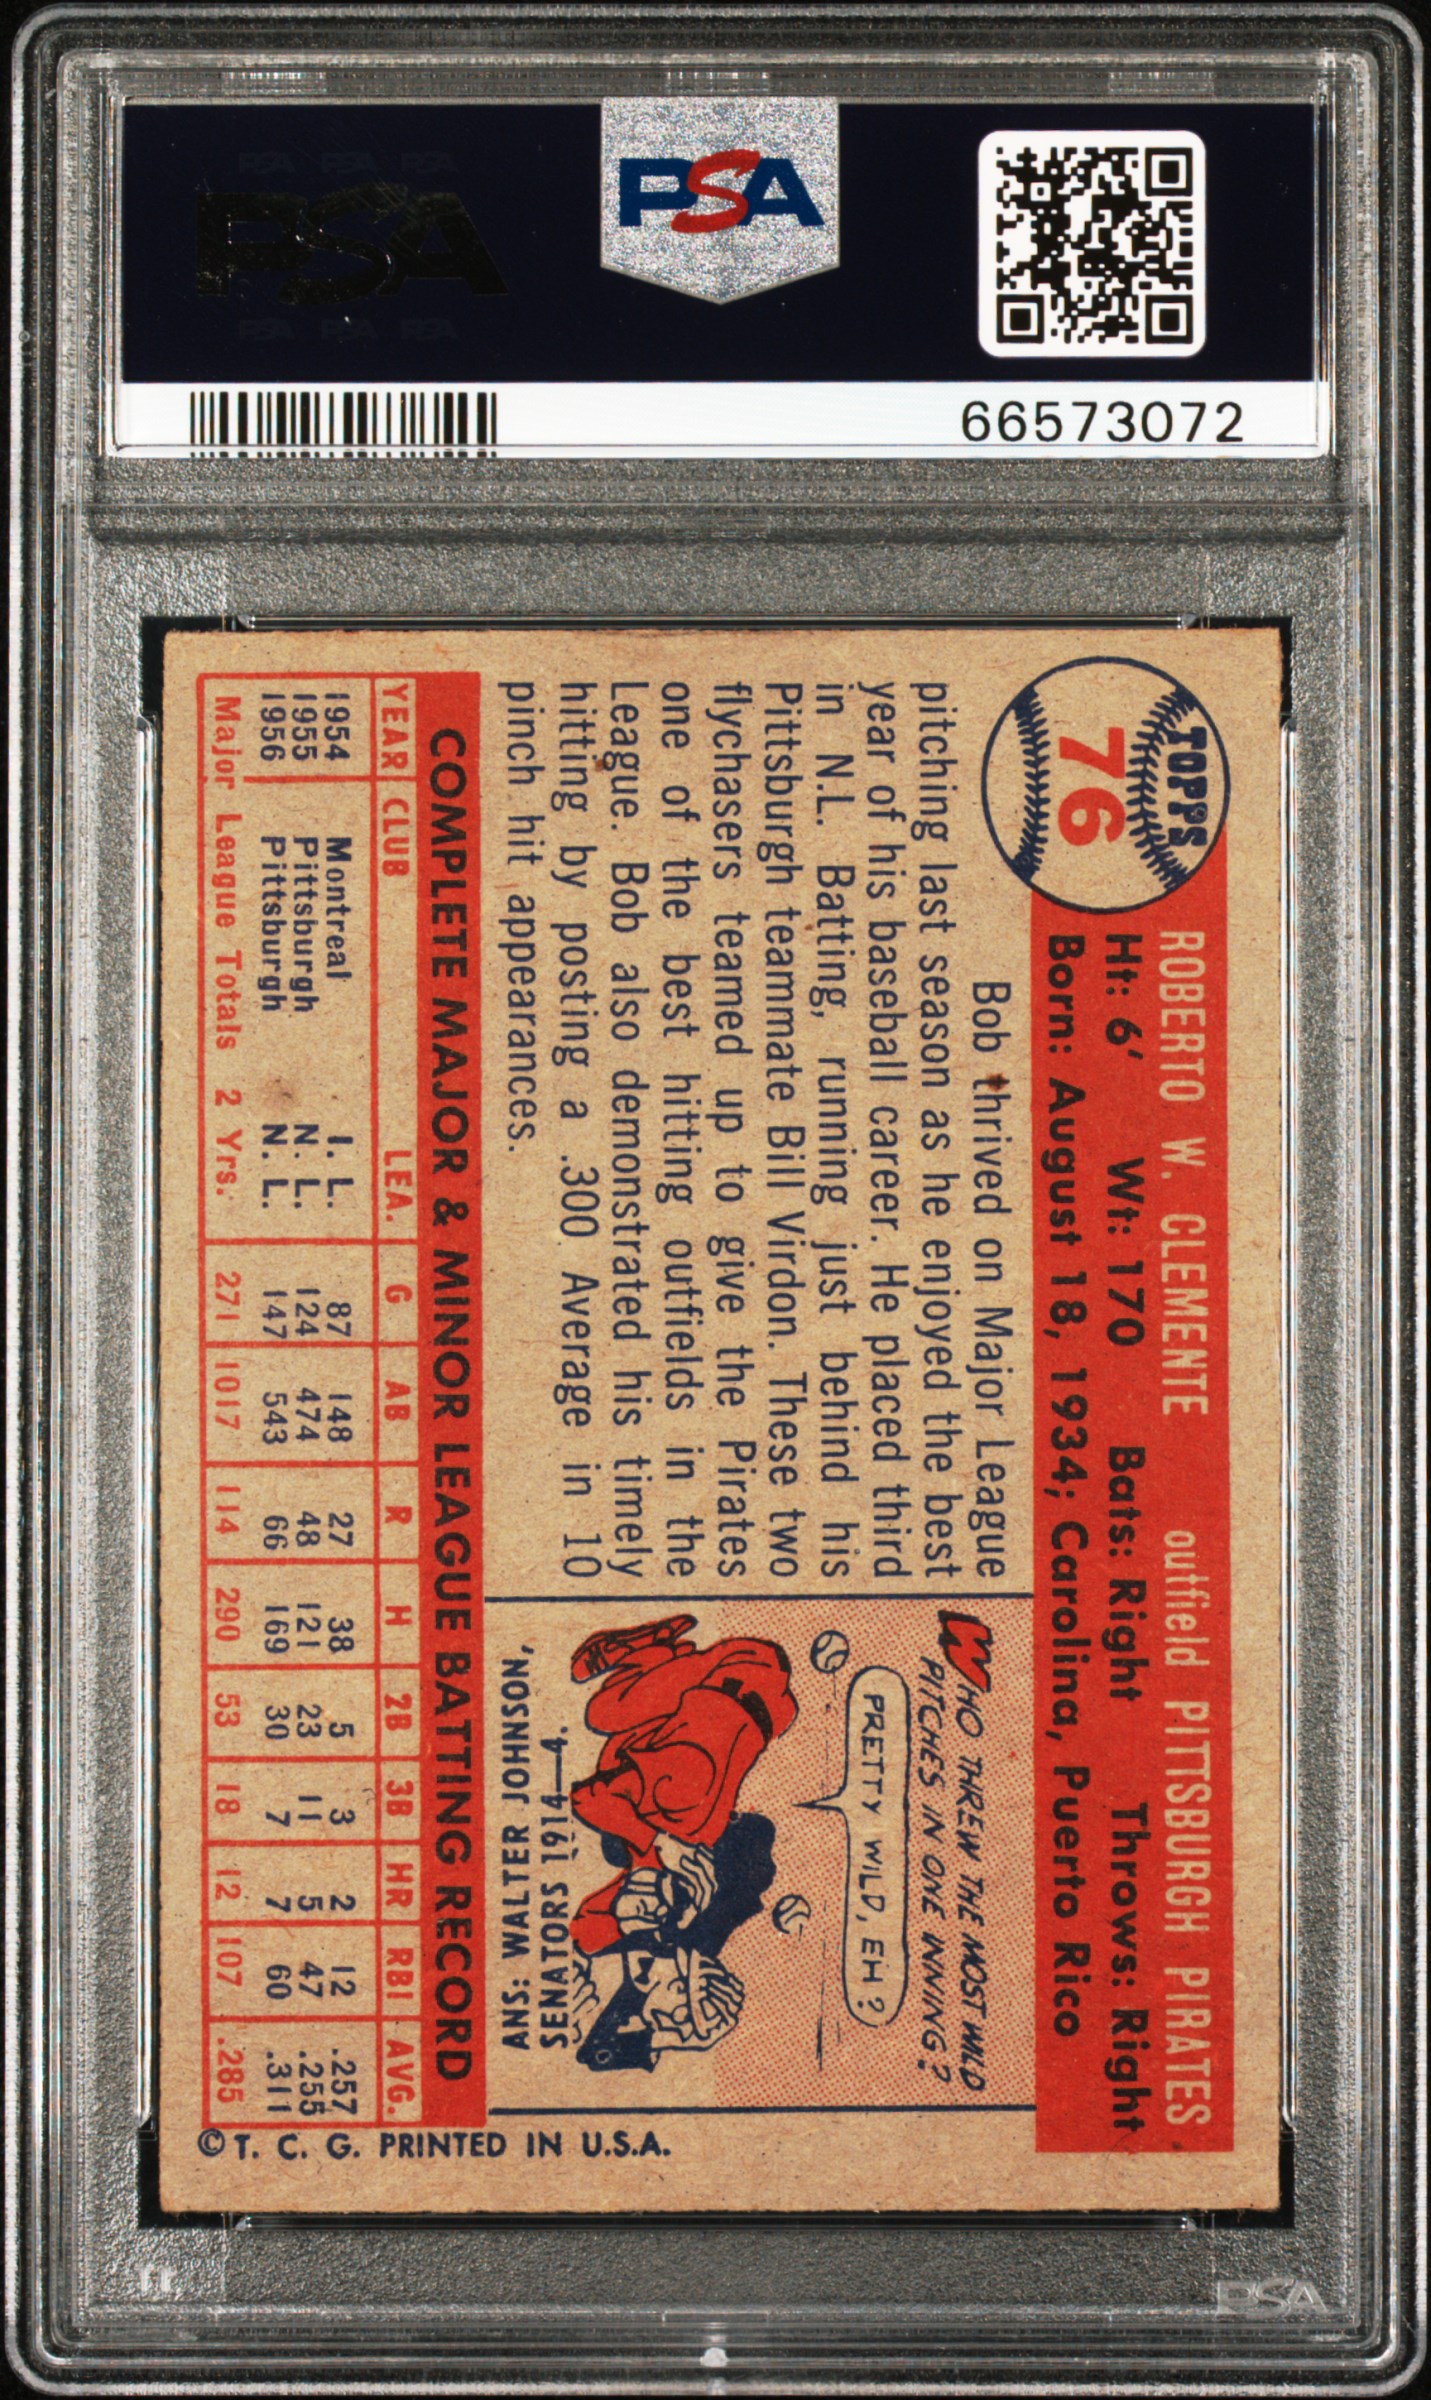 PSA PSA PSA
PSA
PSA PSA PSA
PSA
66573072
TOPPS
76
ROBERTO W. CLEMENTE outfield PITTSBURGH PIRATES
Ht: 6' Wt: 170 Bats: Right Throws: Right
Born: August 18, 1934; Carolina, Puerto Rico
Bob thrived on Major League
pitching last season as he enjoyed the best
year of his baseball career. He placed third
in N.L. Batting, running just behind his
Pittsburgh teammate Bill Virdon. These two
flychasers teamed up to give the Pirates
one of the best hitting outfields in the
League. Bob also demonstrated his timely
hitting by posting a .300 Average in 10
pinch hit appearances.
WHO THREW THE MOST WILD
PITCHES IN ONE INNING?
PRETTY WILD, EH?
ANS: WALTER JOHNSON,
SENATORS 1914—4.
COMPLETE MAJOR & MINOR LEAGUE BATTING RECORD
YEAR CLUB LEA. G AB R H 2B 3B HR RBI AVG.
1954 Montreal I. L. 87 148 27 38 5 3 2 12 .257
1955 Pittsburgh N. L. 124 474 48 121 23 11 5 47 .255
1956 Pittsburgh N. L. 147 543 66 169 30 7 7 60 .311
Major League Totals 2 Yrs. 271 1017 114 290 53 18 12 107 .285
© T. C. G. PRINTED IN U.S.A.
PSA